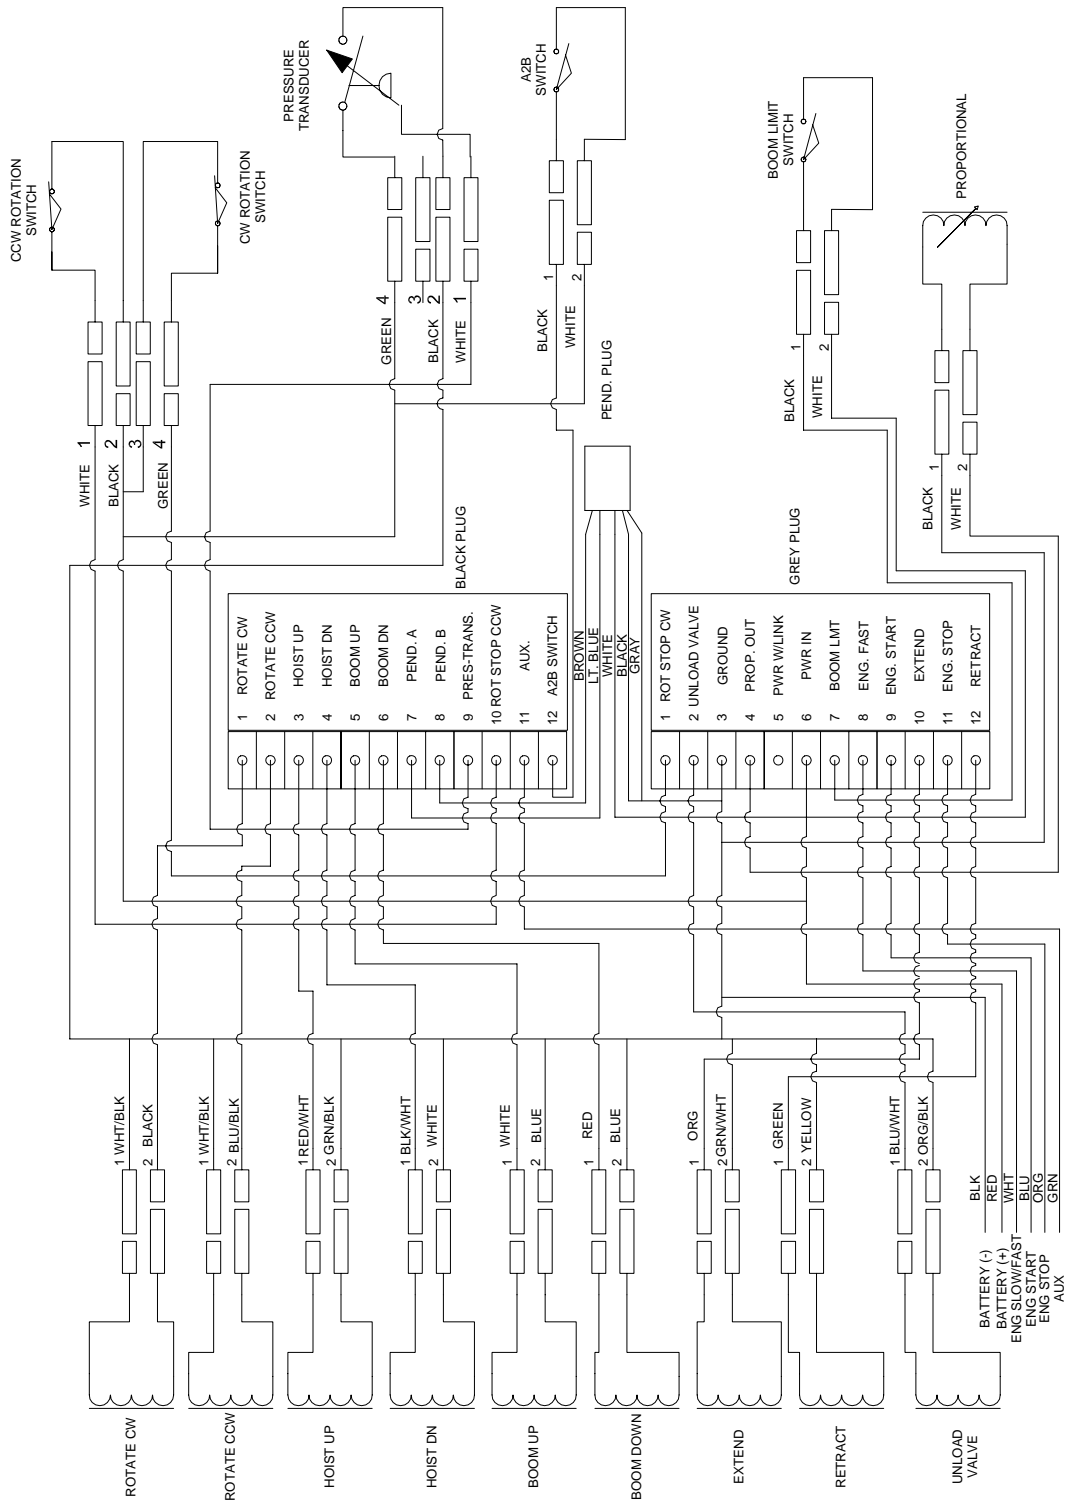 CCW ROTATION
SWITCH
CW ROTATION
SWITCH
PRESSURE
TRANSDUCER
A2B
SWITCH
BOOM LIMIT
SWITCH
PROPORTIONAL
WHITE 1
BLACK 2
3
GREEN 4
GREEN 4
3
BLACK 2
WHITE 1
BLACK 1
WHITE 2
PEND. PLUG
BLACK 1
WHITE 2
BLACK 1
WHITE 2
BLACK PLUG
1 ROTATE CW
2 ROTATE CCW
3 HOIST UP
4 HOIST DN
5 BOOM UP
6 BOOM DN
7 PEND. A
8 PEND. B
9 PRES-TRANS.
10 ROT STOP CCW
11 AUX.
12 A2B SWITCH
BROWN
LT. BLUE
WHITE
BLACK
GRAY
GREY PLUG
1 ROT STOP CW
2 UNLOAD VALVE
3 GROUND
4 PROP. OUT
5 PWR W/LINK
6 PWR IN
7 BOOM LMT
8 ENG. FAST
9 ENG. START
10 EXTEND
11 ENG. STOP
12 RETRACT
1 WHT/BLK
2 BLACK
1 WHT/BLK
2 BLU/BLK
1 RED/WHT
2 GRN/BLK
1 BLK/WHT
2 WHITE
1 WHITE
2 BLUE
1 RED
2 BLUE
1 ORG
2 GRN/WHT
1 GREEN
2 YELLOW
1 BLU/WHT
2 ORG/BLK
BATTERY (-) BLK
BATTERY (+) RED
ENG SLOW/FAST WHT
ENG START BLU
ENG STOP ORG
AUX GRN
ROTATE CW
ROTATE CCW
HOIST UP
HOIST DN
BOOM UP
BOOM DOWN
EXTEND
RETRACT
UNLOAD
VALVE